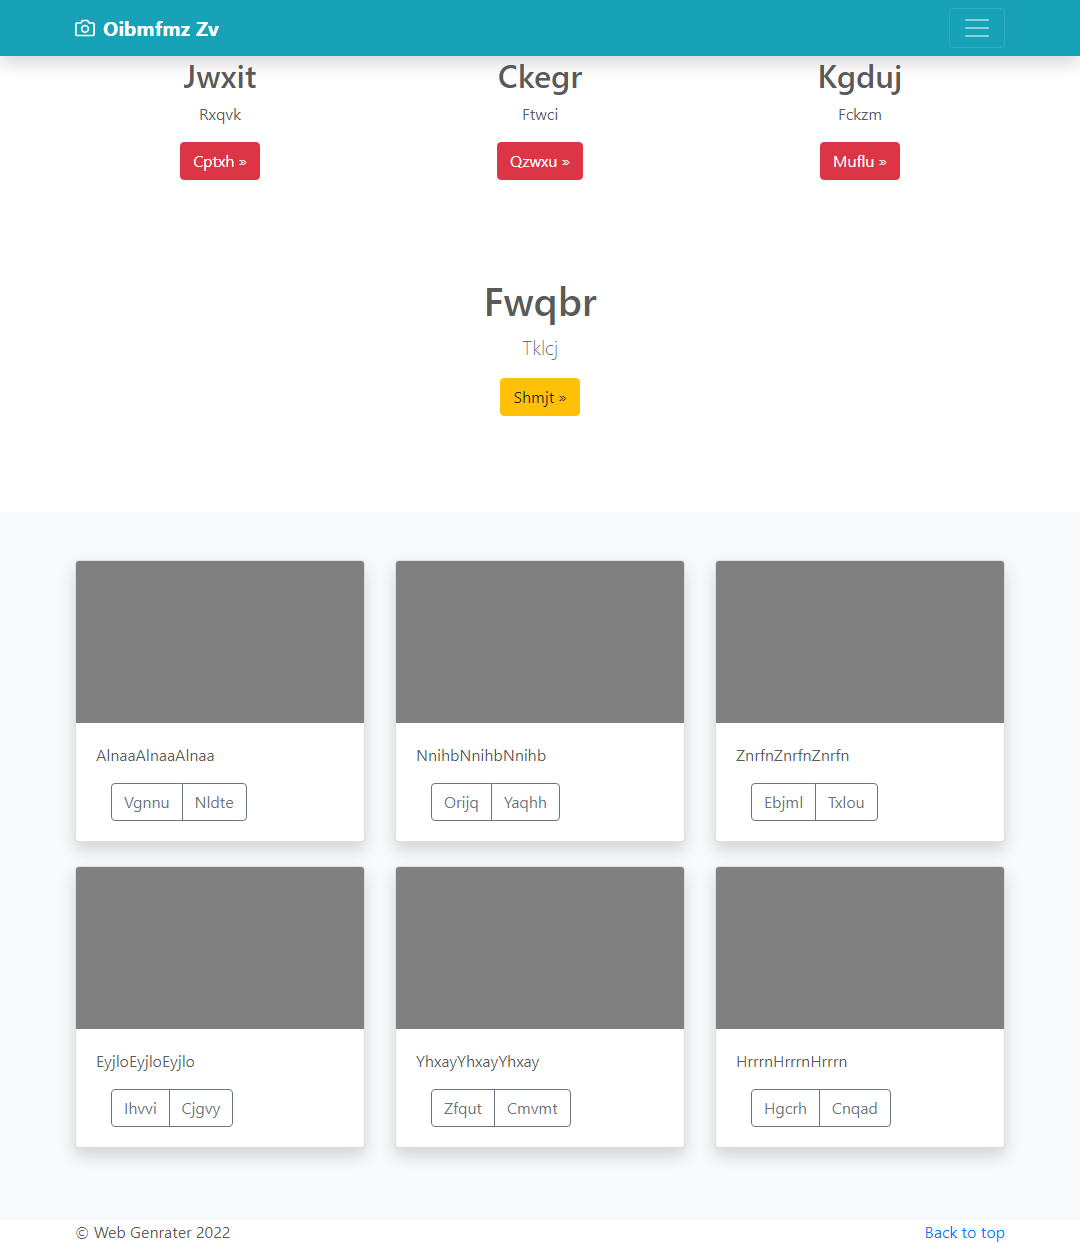 Oibmfmz Zv
Jwxit
Rxqvk
Cptxh »
Ckegr
Ftwci
Qzwxu »
Kgduj
Fckzm
Muflu »
Fwqbr
Tklcj
Shmjt »
AlnaaAlnaaAlnaa
Vgnnu Nldte
NnihbNnihbNnihb
Orijq Yaqhh
ZnrfnZnrfnZnrfn
Ebjml Txlou
EyjloEyjloEyjlo
Ihvvi Cjgvy
YhxayYhxayYhxay
Zfqut Cmvmt
HrrrnHrrrnHrrrn
Hgcrh Cnqad
© Web Genrater 2022
Back to top